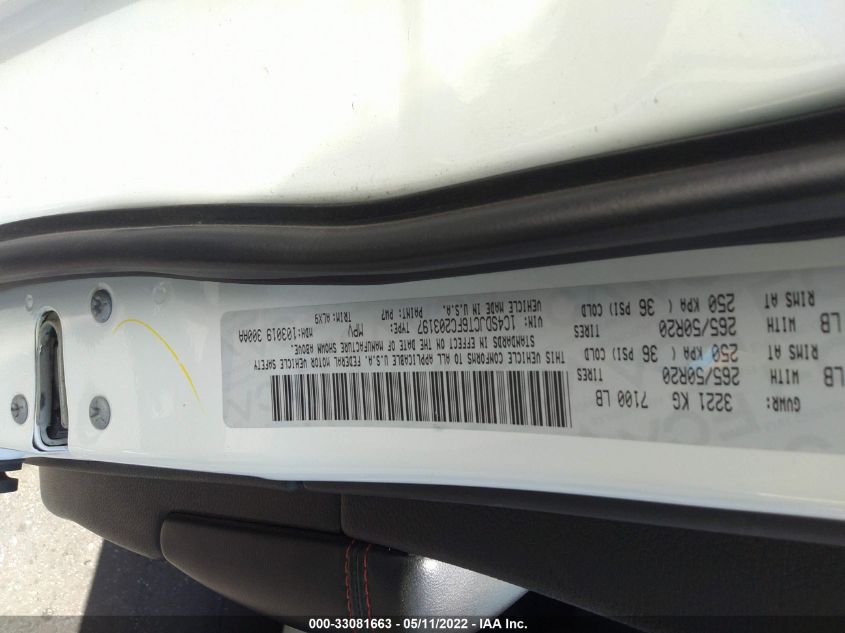 GVWR: 3221 KG 7100 LB
WITH 265/50R20 TIRES
RIMS AT 250 KPA ( 36 PSI) COLD
LB
WITH 265/50R20 TIRES
RIMS AT 250 KPA ( 36 PSI) COLD
LB
THIS VEHICLE CONFORMS TO ALL APPLICABLE U.S.A. FEDERAL MOTOR VEHICLE SAFETY
STANDARDS IN EFFECT ON THE DATE OF MANUFACTURE SHOWN ABOVE.
VIN: 1C4SDJCT6FC203197 TYPE: MPV MDH: 103019 300AA
VEHICLE MADE IN U.S.A. PAINT: PW7 TRIM: ALX9
000-33081663 - 05/11/2022 - IAA Inc.